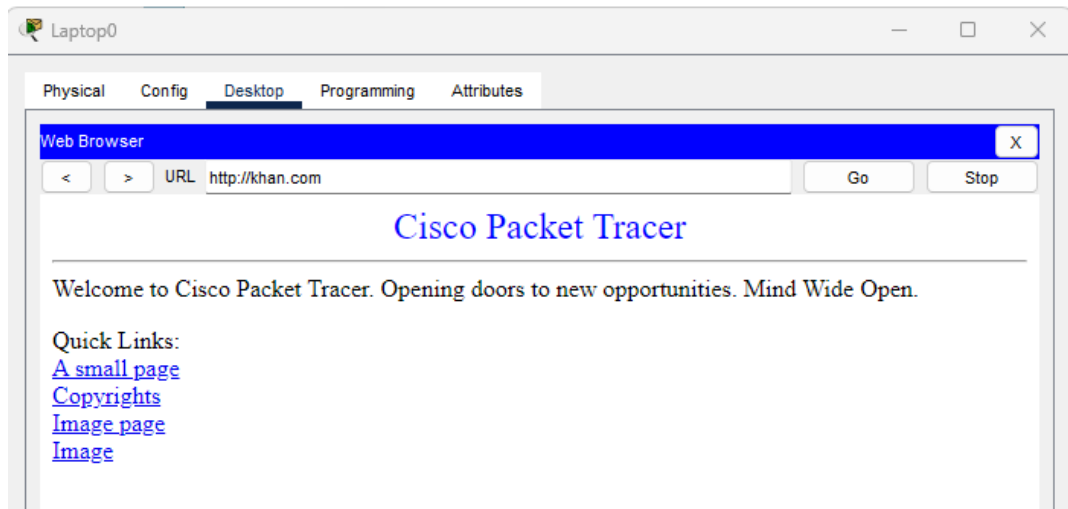 Laptop0
Physical Config Desktop Programming Attributes
Web Browser X
< > URL http://khan.com Go Stop
Cisco Packet Tracer
Welcome to Cisco Packet Tracer. Opening doors to new opportunities. Mind Wide Open.
Quick Links:
A small page
Copyrights
Image page
Image